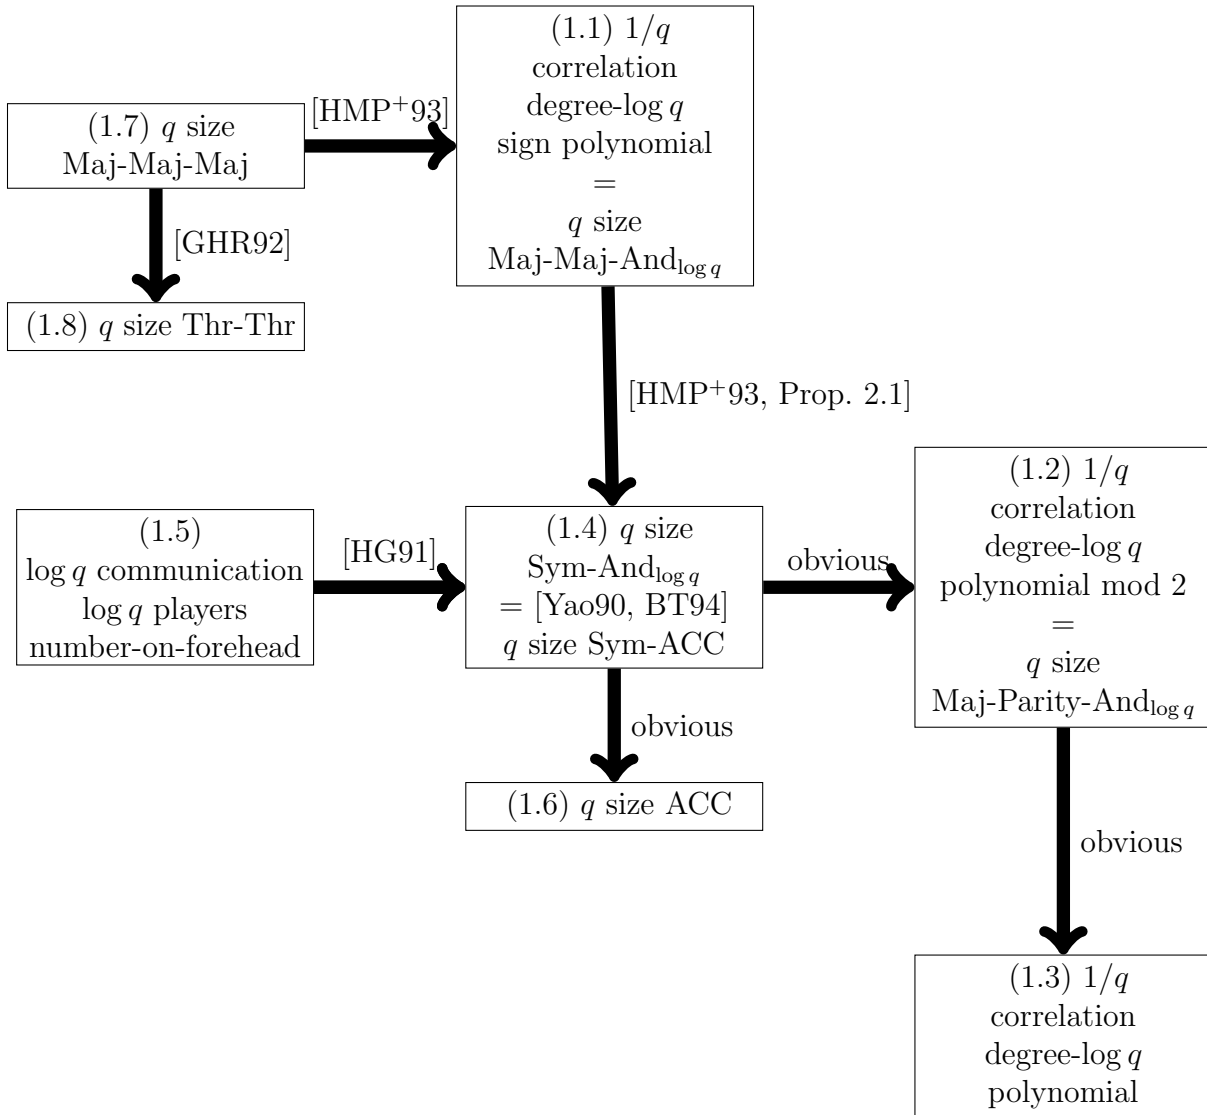 (1.1) 1/q
correlation
degree-log q
sign polynomial
=
q size
Maj-Maj-And_{log q}
(1.7) q size
Maj-Maj-Maj
[HMP⁺93]
[GHR92]
(1.8) q size Thr-Thr
[HMP⁺93, Prop. 2.1]
(1.5)
log q communication
log q players
number-on-forehead
[HG91]
(1.4) q size
Sym-And_{log q}
= [Yao90, BT94]
q size Sym-ACC
obvious
(1.2) 1/q
correlation
degree-log q
polynomial mod 2
=
q size
Maj-Parity-And_{log q}
obvious
(1.6) q size ACC
obvious
(1.3) 1/q
correlation
degree-log q
polynomial